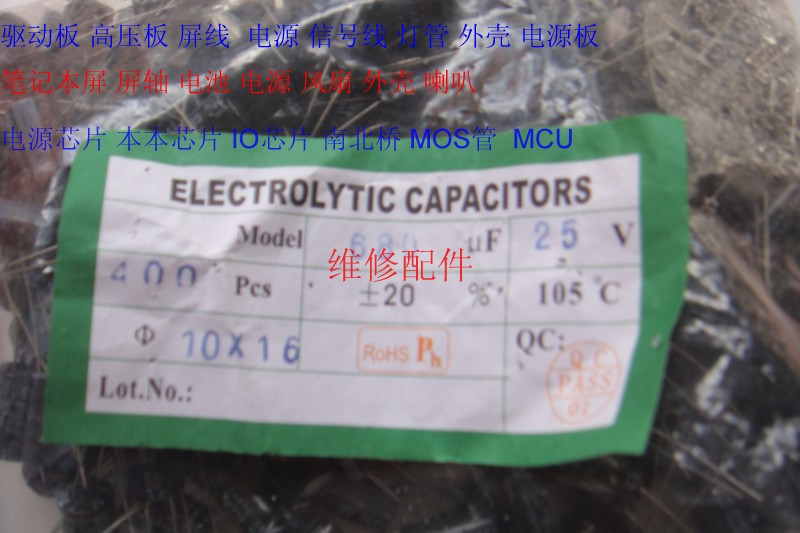 驱动板 高压板 屏线 电源 信号线 灯管 外壳 电源板
笔记本屏 屏轴 电池 电源 风扇 外壳 喇叭
电源芯片 本本芯片 IO芯片 南北桥 MOS管 MCU
ELECTROLYTIC CAPACITORS
Model 680 μF 25 V
维修配件
400 Pcs ±20 % 105 ℃
Φ 10X16 RoHS Pb QC:
QC
PASS
01
Lot.No.: